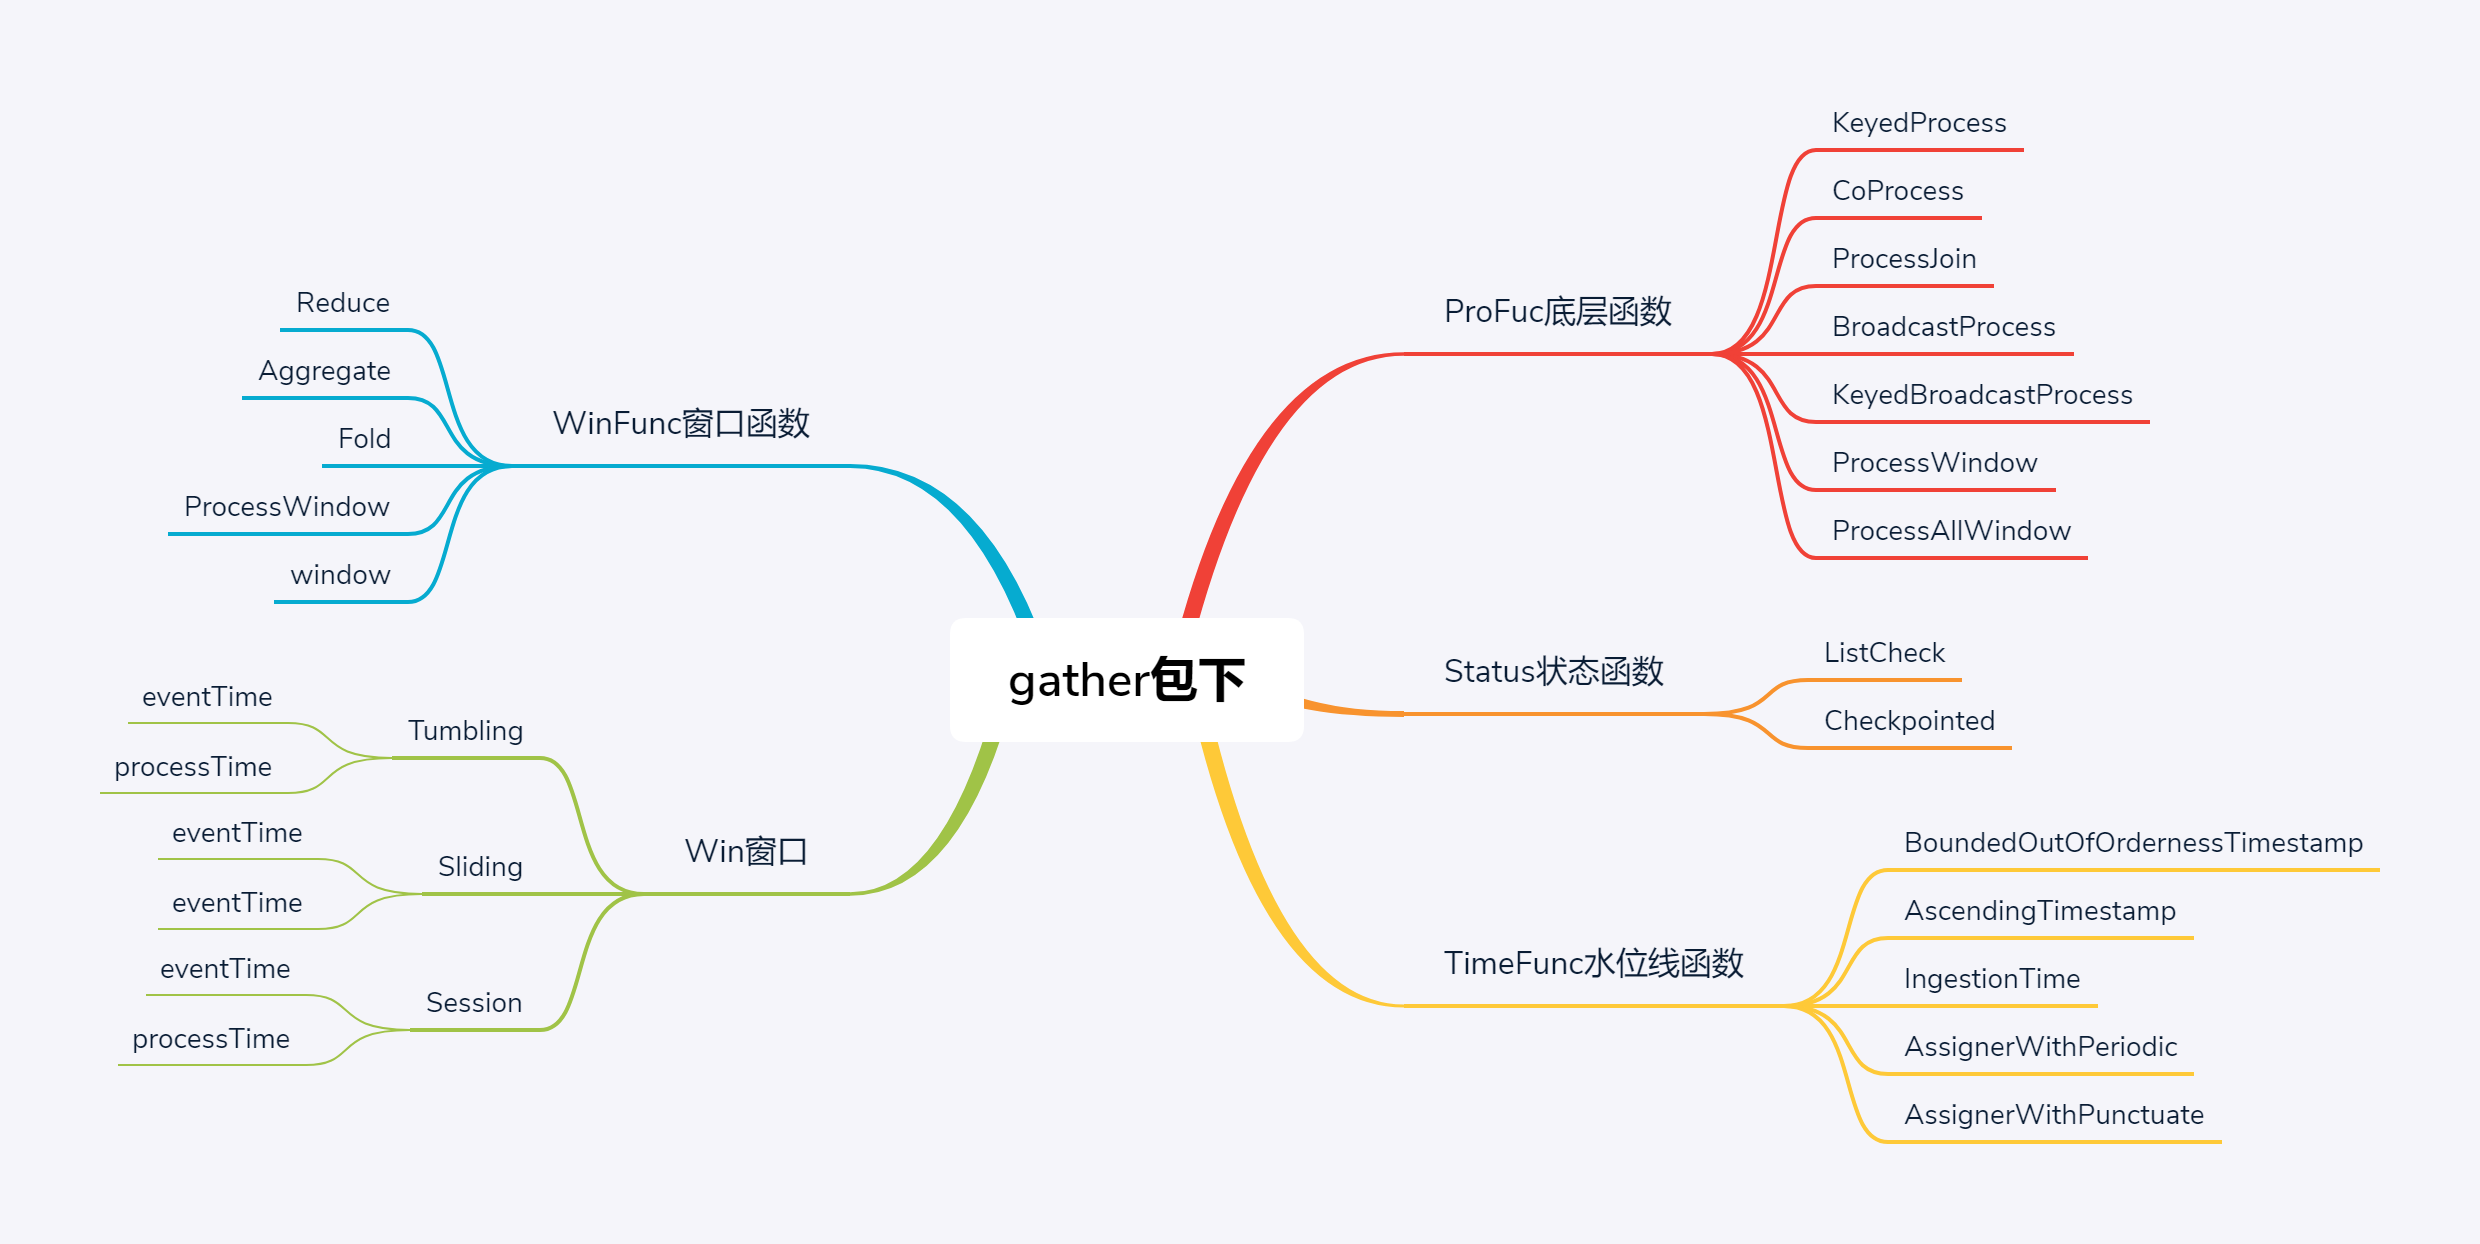 gather包下
ProFuc底层函数
KeyedProcess
CoProcess
ProcessJoin
BroadcastProcess
KeyedBroadcastProcess
ProcessWindow
ProcessAllWindow
Status状态函数
ListCheck
Checkpointed
TimeFunc水位线函数
BoundedOutOfOrdernessTimestamp
AscendingTimestamp
IngestionTime
AssignerWithPeriodic
AssignerWithPunctuate
WinFunc窗口函数
Reduce
Aggregate
Fold
ProcessWindow
window
Win窗口
Tumbling
eventTime
processTime
Sliding
eventTime
eventTime
Session
eventTime
processTime